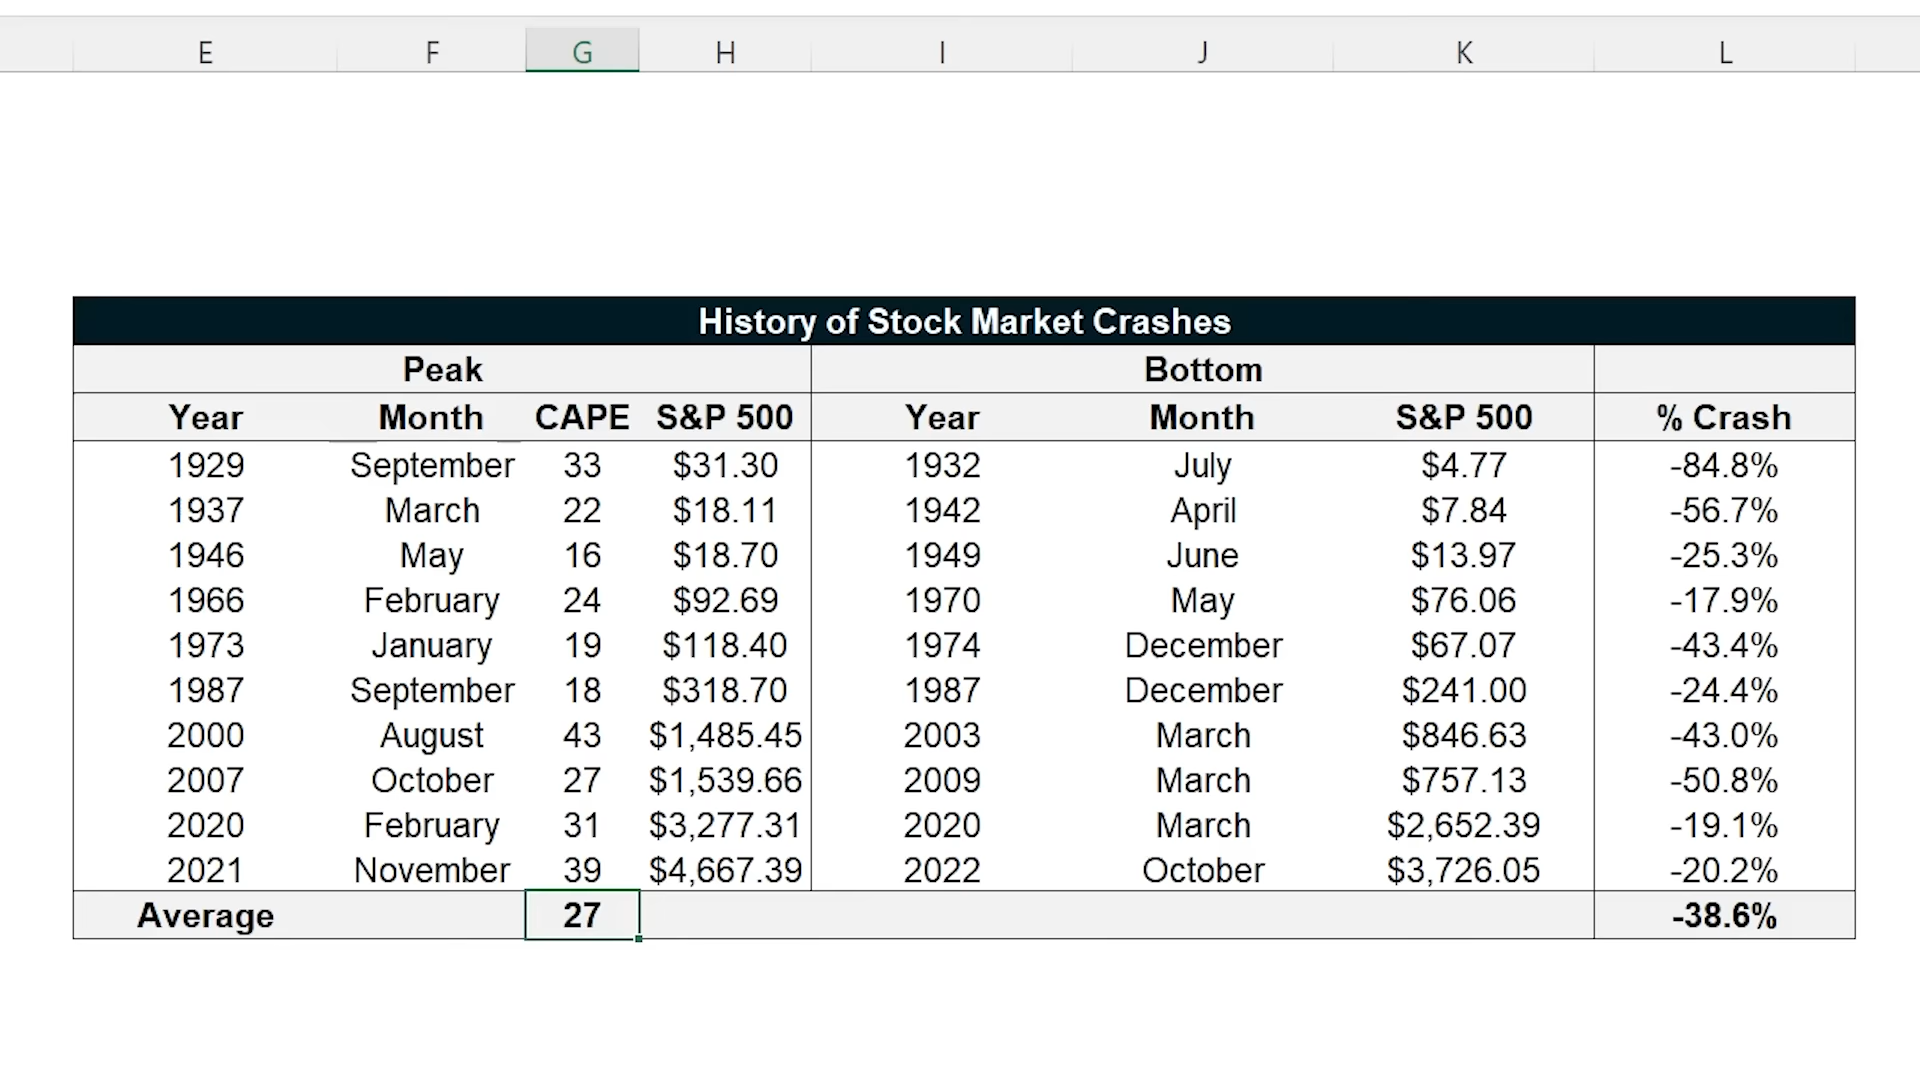 E F G H I J K L
History of Stock Market Crashes
Peak Bottom
Year Month CAPE S&P 500 Year Month S&P 500 % Crash
1929 September 33 $31.30 1932 July $4.77 -84.8%
1937 March 22 $18.11 1942 April $7.84 -56.7%
1946 May 16 $18.70 1949 June $13.97 -25.3%
1966 February 24 $92.69 1970 May $76.06 -17.9%
1973 January 19 $118.40 1974 December $67.07 -43.4%
1987 September 18 $318.70 1987 December $241.00 -24.4%
2000 August 43 $1,485.45 2003 March $846.63 -43.0%
2007 October 27 $1,539.66 2009 March $757.13 -50.8%
2020 February 31 $3,277.31 2020 March $2,652.39 -19.1%
2021 November 39 $4,667.39 2022 October $3,726.05 -20.2%
Average 27 -38.6%